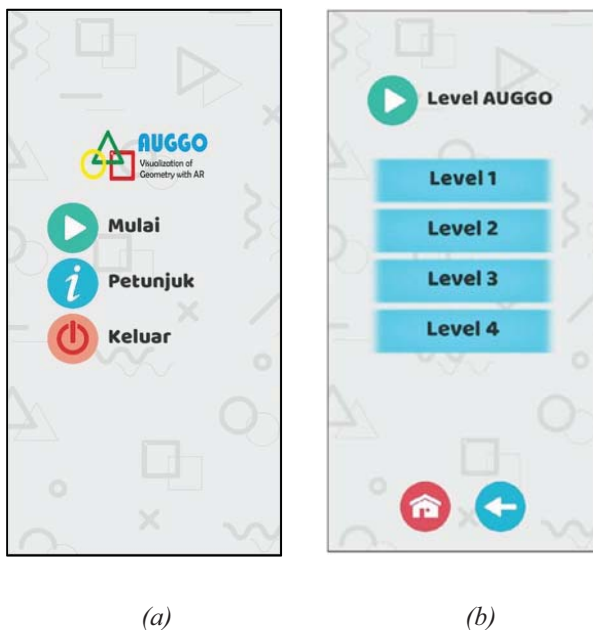 AUGGO
Visualization of
Geometry with AR
Mulai
Petunjuk
Keluar
Level AUGGO
Level 1
Level 2
Level 3
Level 4
(a)
(b)